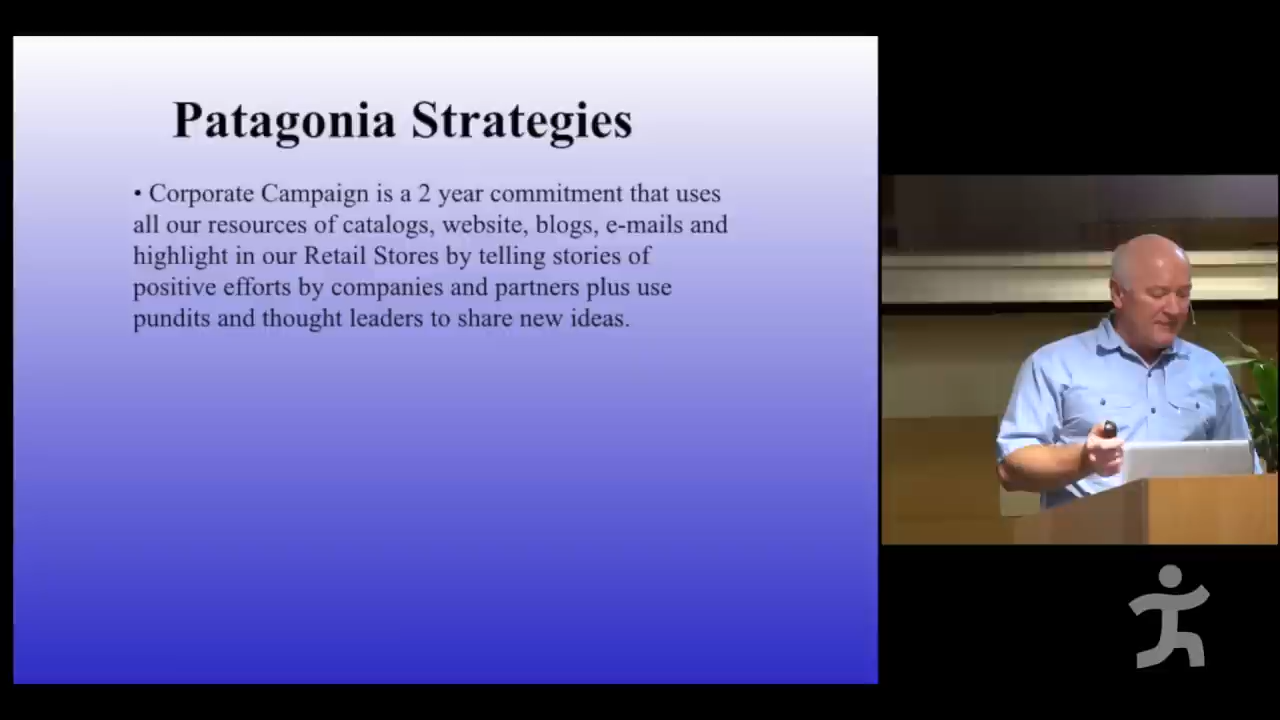 Patagonia Strategies
• Corporate Campaign is a 2 year commitment that uses
all our resources of catalogs, website, blogs, e-mails and
highlight in our Retail Stores by telling stories of
positive efforts by companies and partners plus use
pundits and thought leaders to share new ideas.